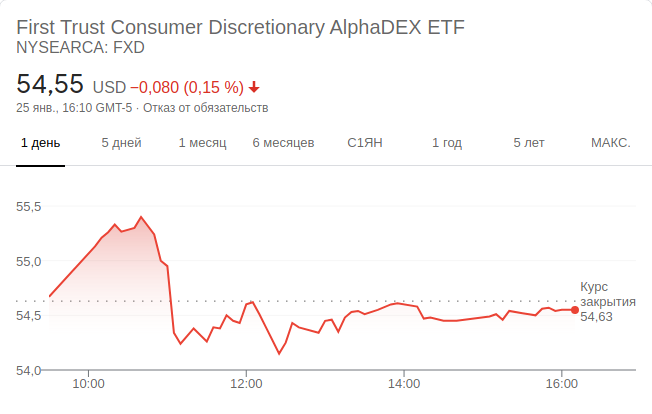 First Trust Consumer Discretionary AlphaDEX ETF
NYSEARCA: FXD
54,55 USD −0,080 (0,15 %)
25 янв., 16:10 GMT-5 · Отказ от обязательств
1 день 5 дней 1 месяц 6 месяцев С1ЯН 1 год 5 лет МАКС.
55,5
55,0
54,5
54,0
Курс
закрытия
54,63
10:00 12:00 14:00 16:00